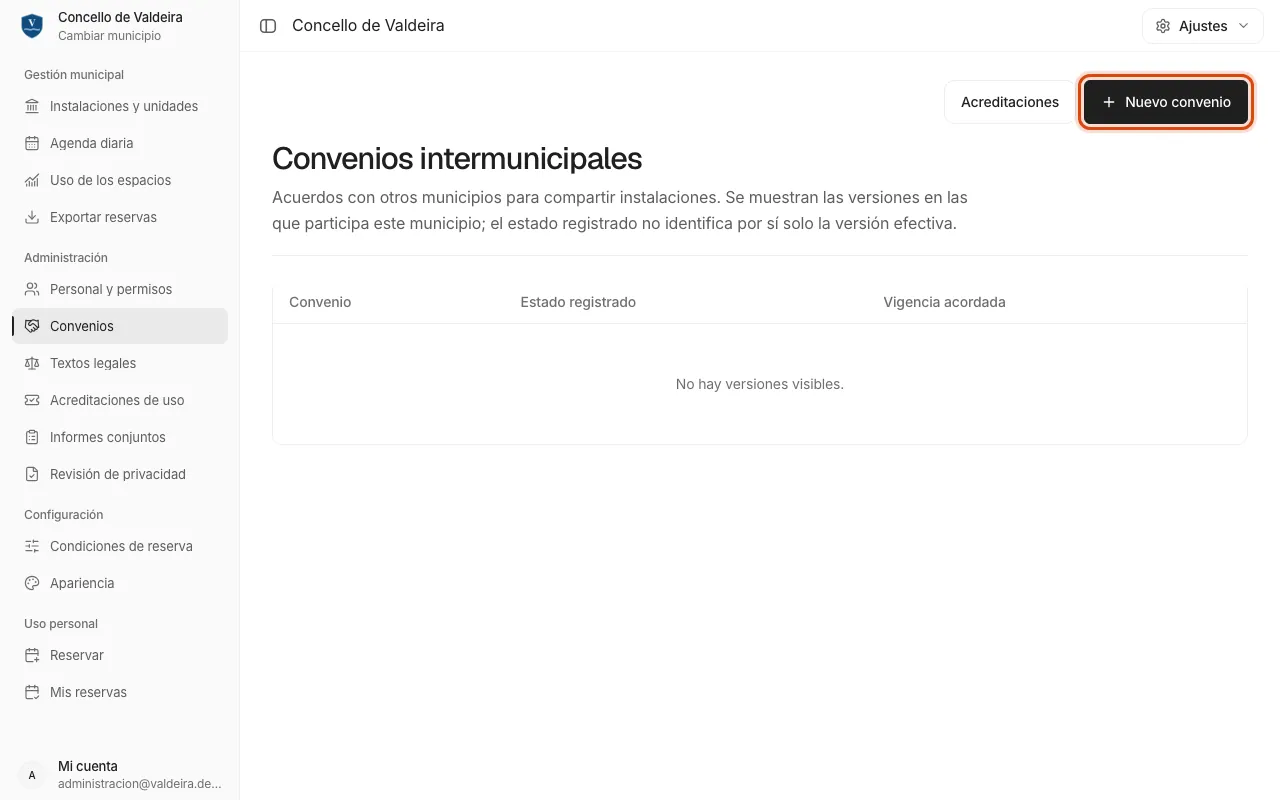 Concello de Valdeira
Cambiar municipio
Gestión municipal
Instalaciones y unidades
Agenda diaria
Uso de los espacios
Exportar reservas
Administración
Personal y permisos
Convenios
Textos legales
Acreditaciones de uso
Informes conjuntos
Revisión de privacidad
Configuración
Condiciones de reserva
Apariencia
Uso personal
Reservar
Mis reservas
A
Mi cuenta
administracion@valdeira.de...
Concello de Valdeira
Ajustes
Acreditaciones
+ Nuevo convenio
Convenios intermunicipales
Acuerdos con otros municipios para compartir instalaciones. Se muestran las versiones en las
que participa este municipio; el estado registrado no identifica por sí solo la versión efectiva.
Convenio Estado registrado Vigencia acordada
No hay versiones visibles.